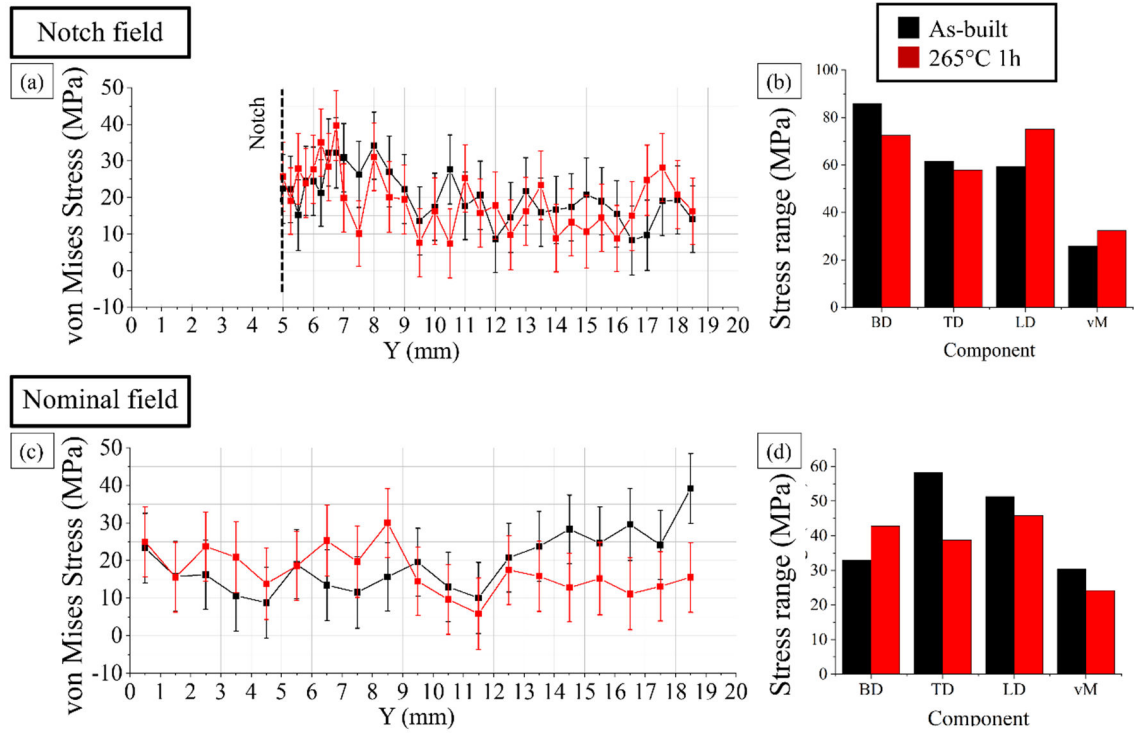 Notch field
As-built
265°C 1h
(a)
von Mises Stress (MPa)
50
40
30
20
10
0
-10
Notch
0 1 2 3 4 5 6 7 8 9 10 11 12 13 14 15 16 17 18 19 20
Y (mm)
(b)
Stress range (MPa)
100
80
60
40
20
0
BD TD LD vM
Component
Nominal field
(c)
von Mises Stress (MPa)
50
40
30
20
10
0
-10
0 1 2 3 4 5 6 7 8 9 10 11 12 13 14 15 16 17 18 19 20
Y (mm)
(d)
Stress range (MPa)
60
50
40
30
20
10
0
BD TD LD vM
Component